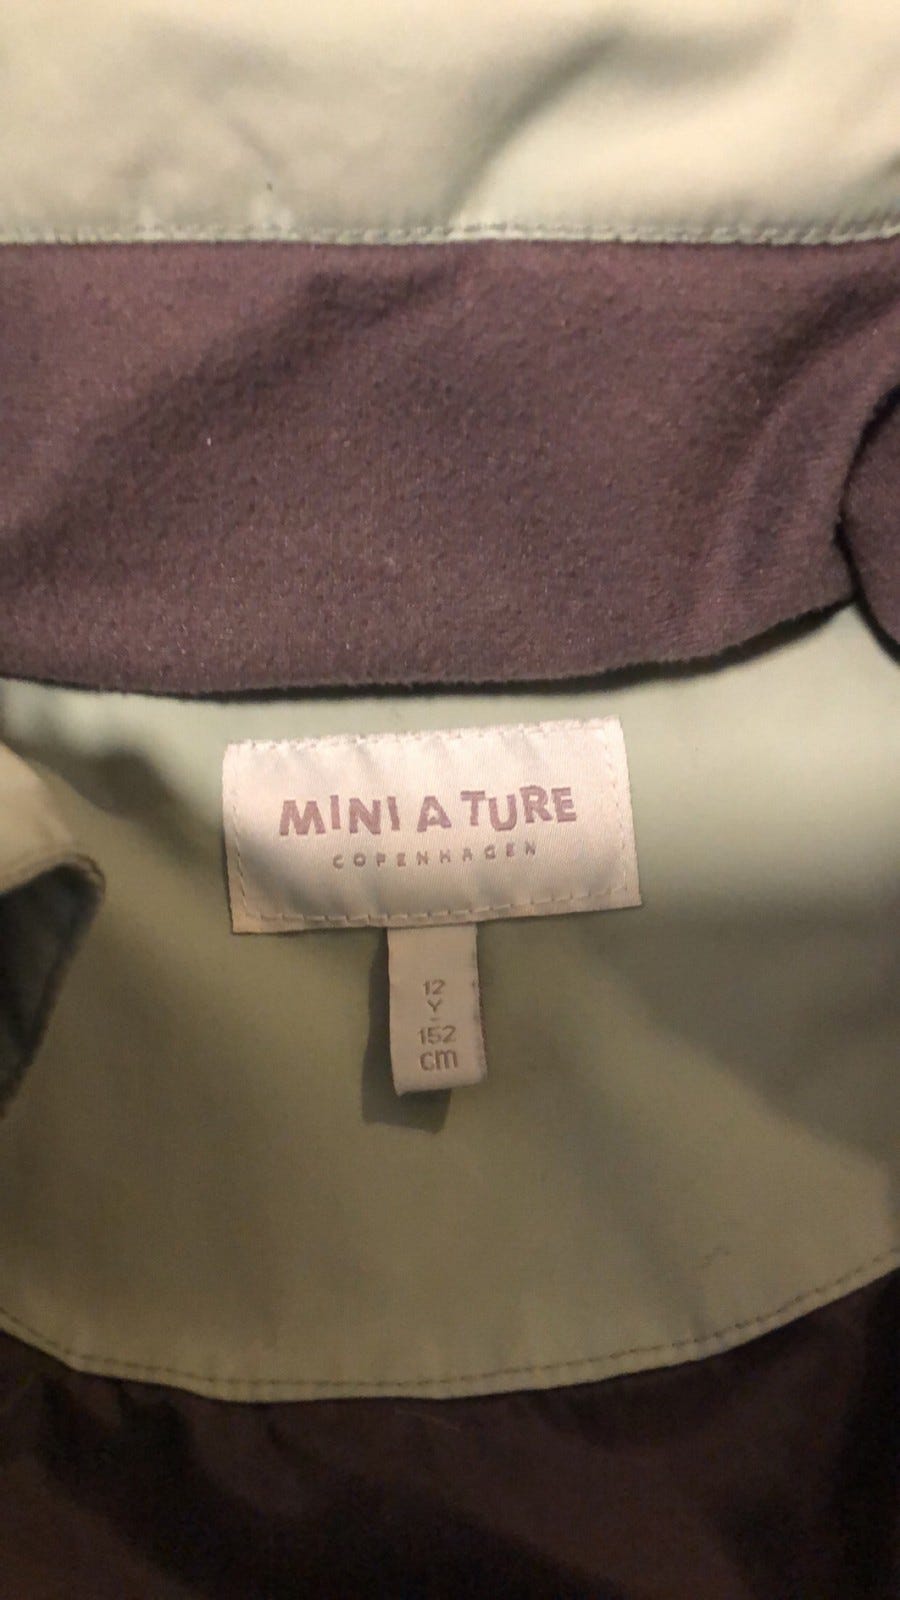 MINI A TURE
COPENHAGEN
12
Y
-
152
cm